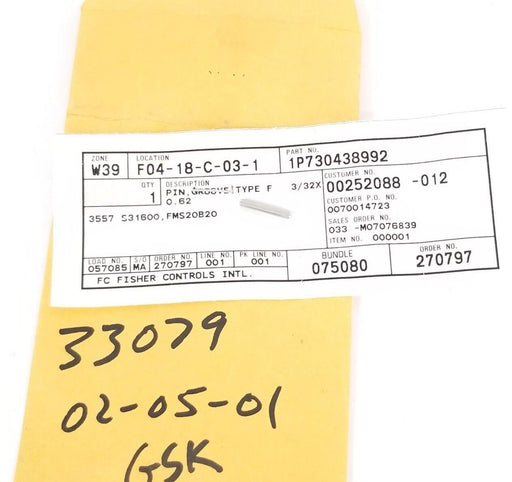 ZONE LOCATION PART NO.
W39 F04-18-C-03-1 1P730438992
QTY DESCRIPTION CUSTOMER NO.
1 PIN,GROOVE:TYPE F 3/32X 00252088 -012
0.62 CUSTOMER P.O. NO.
0070014723
3557 S31600,FMS20B20 SALES ORDER NO.
033 -M07076839
ITEM NO. 000001
LOAD NO. S/O ORDER NO. LINE NO. PK LINE NO. BUNDLE ORDER NO.
057085 MA 270797 001 001 075080 270797
FC FISHER CONTROLS INTL.
33079
02-05-01
GSK